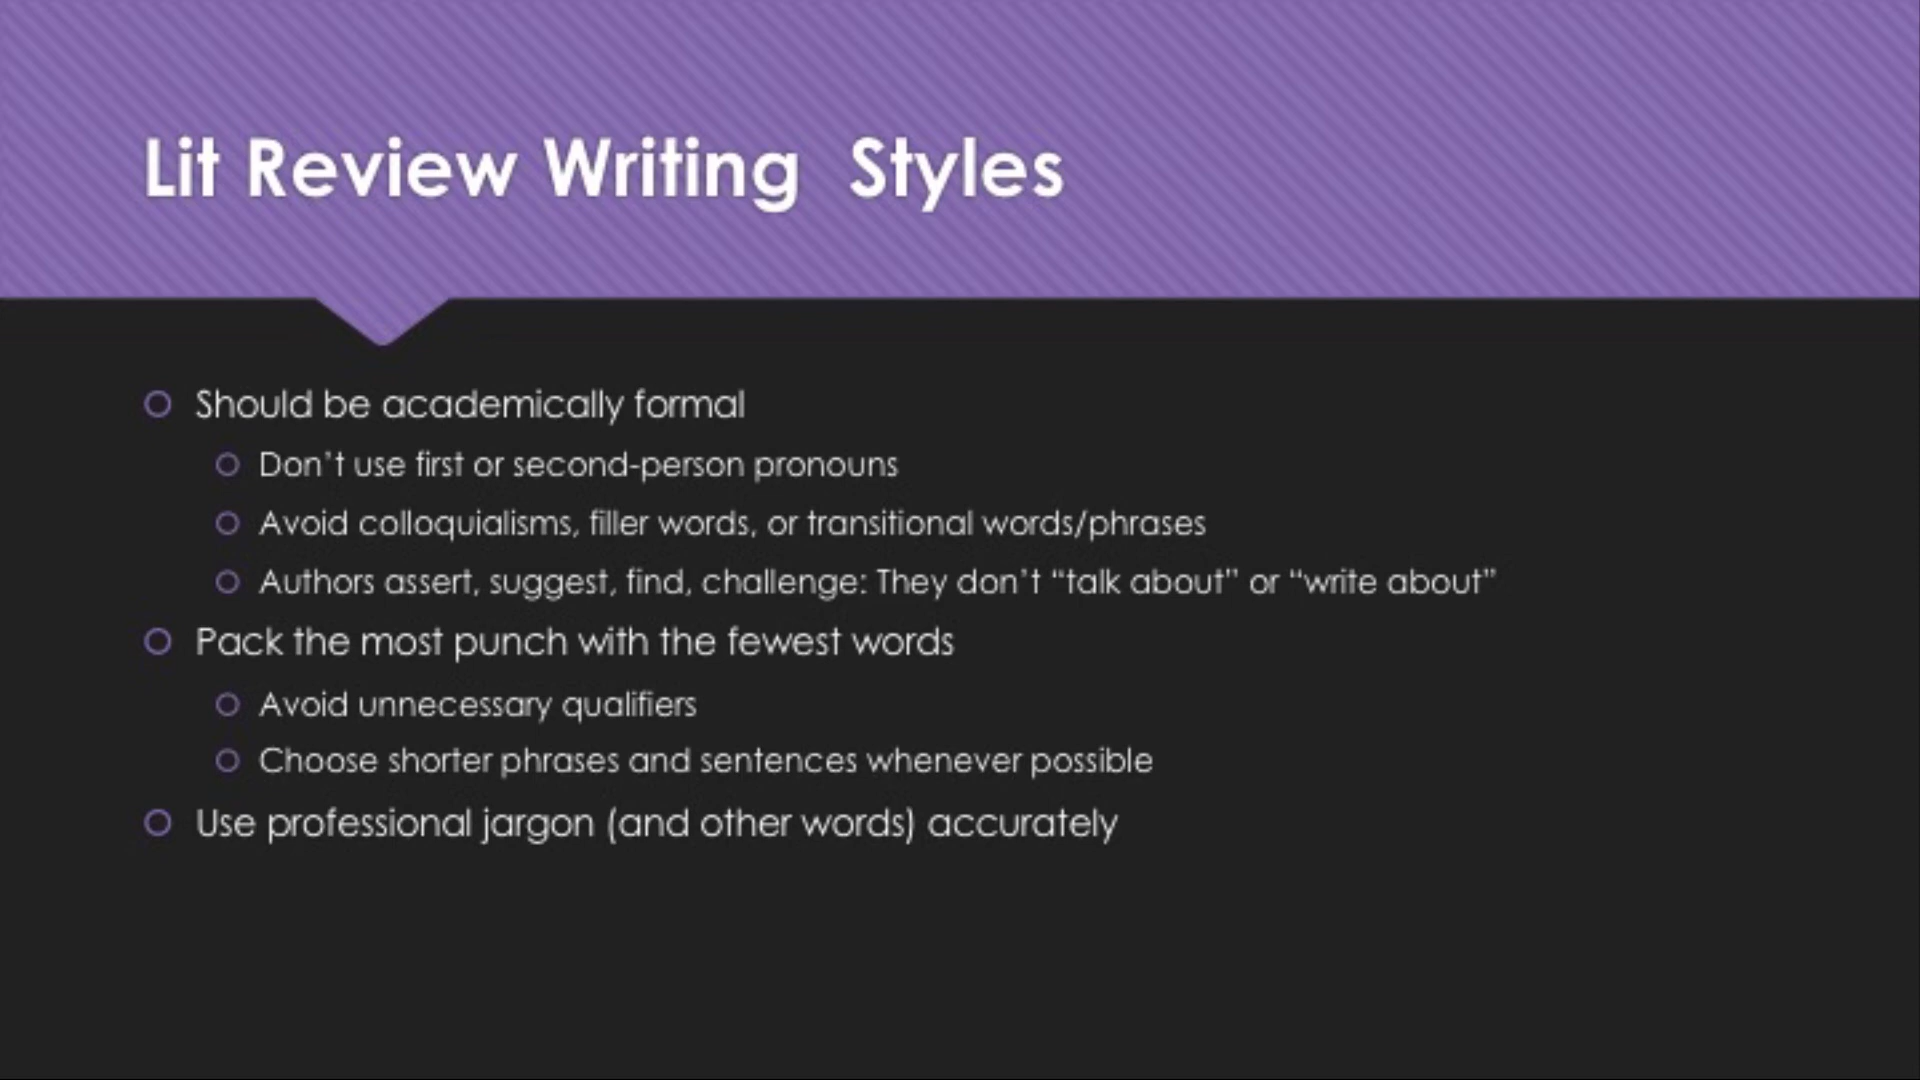 Lit Review Writing  Styles
Should be academically formal
Don’t use first or second-person pronouns
Avoid colloquialisms, filler words, or transitional words/phrases
Authors assert, suggest, find, challenge: They don’t “talk about” or “write about”
Pack the most punch with the fewest words
Avoid unnecessary qualifiers
Choose shorter phrases and sentences whenever possible
Use professional jargon (and other words) accurately